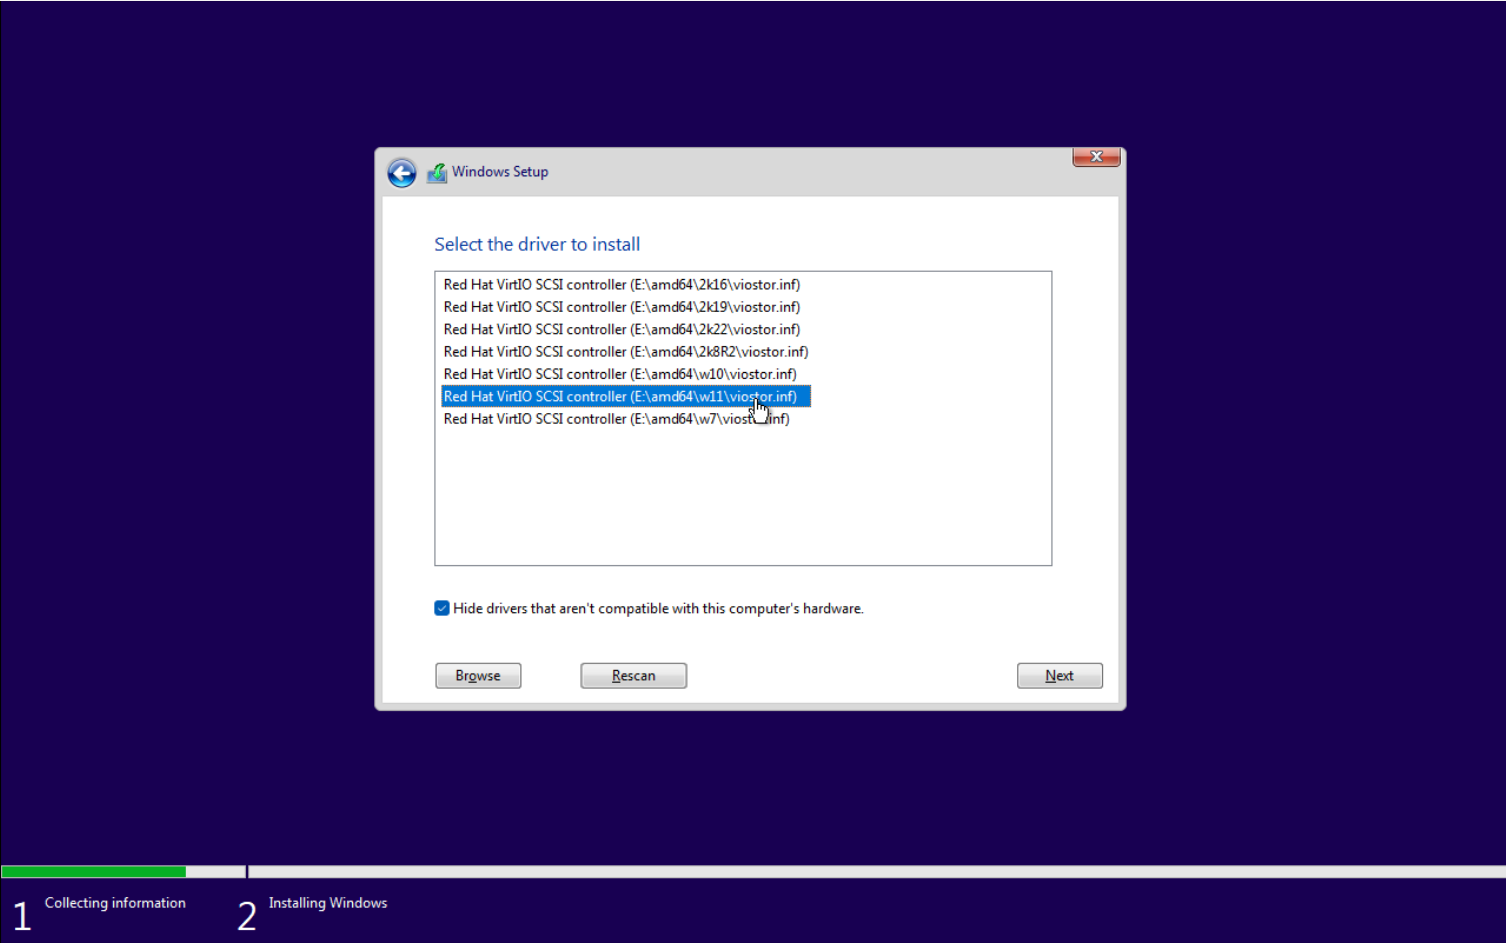 Windows Setup
Select the driver to install
Red Hat VirtIO SCSI controller (E:\amd64\2k16\viostor.inf)
Red Hat VirtIO SCSI controller (E:\amd64\2k19\viostor.inf)
Red Hat VirtIO SCSI controller (E:\amd64\2k22\viostor.inf)
Red Hat VirtIO SCSI controller (E:\amd64\2k8R2\viostor.inf)
Red Hat VirtIO SCSI controller (E:\amd64\w10\viostor.inf)
Red Hat VirtIO SCSI controller (E:\amd64\w11\viostor.inf)
Red Hat VirtIO SCSI controller (E:\amd64\w7\viostor.inf)
Hide drivers that aren't compatible with this computer's hardware.
Browse Rescan Next
1 Collecting information 2 Installing Windows